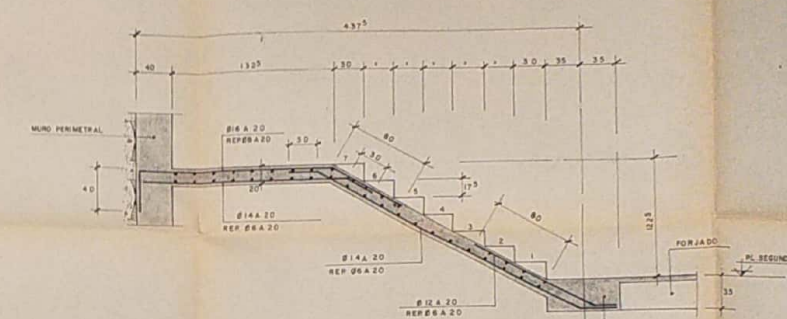 437⁵
40
132⁵
30
30
35
35
MURO PERIMETRAL
Ø16 A 20
REP Ø8 A 20
50
80
30
7
6
5
4
3
2
1
17⁵
40
20
80
122⁵
Ø14 A 20
REP. Ø6 A 20
Ø14 A 20
REP Ø6 A 20
Ø12 A 20
REP Ø6 A 20
FORJADO
PL. SEGUND
35